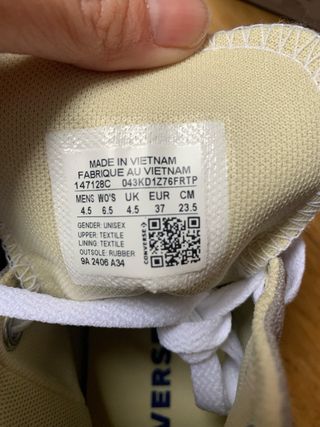 MADE IN VIETNAM
FABRIQUE AU VIETNAM
147128C 043KD1Z76FRTP
MENS WO'S UK EUR CM
4.5 6.5 4.5 37 23.5
GENDER: UNISEX
UPPER: TEXTILE
LINING: TEXTILE
OUTSOLE: RUBBER
9A 2406 A34
CONVERSE
VERSE